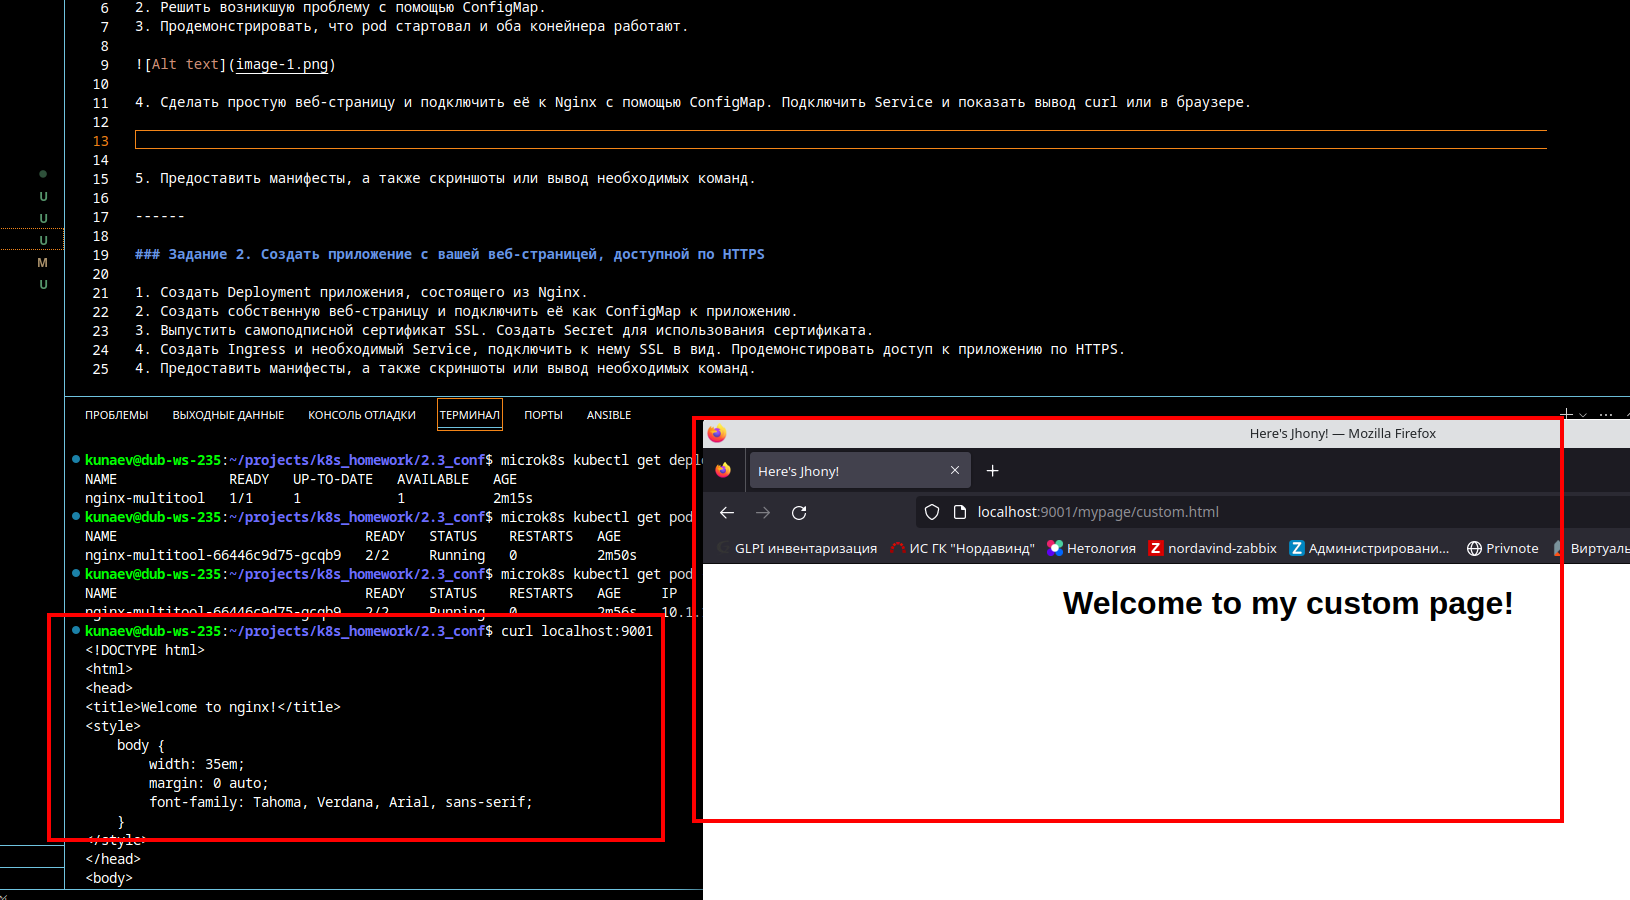 6 2. Решить возникшую проблему с помощью ConfigMap.
7 3. Продемонстрировать, что pod стартовал и оба конейнера работают.
8
9 ![Alt text](image-1.png)
10
11 4. Сделать простую веб-страницу и подключить её к Nginx с помощью ConfigMap. Подключить Service и показать вывод curl или в браузере.
12
13
14
15 5. Предоставить манифесты, а также скриншоты или вывод необходимых команд.
16
17 ------
18
19 ### Задание 2. Создать приложение с вашей веб-страницей, доступной по HTTPS
20
21 1. Создать Deployment приложения, состоящего из Nginx.
22 2. Создать собственную веб-страницу и подключить её как ConfigMap к приложению.
23 3. Выпустить самоподписной сертификат SSL. Создать Secret для использования сертификата.
24 4. Создать Ingress и необходимый Service, подключить к нему SSL в вид. Продемонстировать доступ к приложению по HTTPS.
25 4. Предоставить манифесты, а также скриншоты или вывод необходимых команд.
U
U
U
M
U
ПРОБЛЕМЫ ВЫХОДНЫЕ ДАННЫЕ КОНСОЛЬ ОТЛАДКИ ТЕРМИНАЛ ПОРТЫ ANSIBLE
kunaev@dub-ws-235:~/projects/k8s_homework/2.3_conf$ microk8s kubectl get depl
NAME READY UP-TO-DATE AVAILABLE AGE
nginx-multitool 1/1 1 1 2m15s
kunaev@dub-ws-235:~/projects/k8s_homework/2.3_conf$ microk8s kubectl get pod
NAME READY STATUS RESTARTS AGE
nginx-multitool-66446c9d75-gcqb9 2/2 Running 0 2m50s
kunaev@dub-ws-235:~/projects/k8s_homework/2.3_conf$ microk8s kubectl get pod
NAME READY STATUS RESTARTS AGE IP
nginx-multitool-66446c9d75-gcqb9 2/2 Running 0 2m56s 10.1.
kunaev@dub-ws-235:~/projects/k8s_homework/2.3_conf$ curl localhost:9001
<!DOCTYPE html>
<html>
<head>
<title>Welcome to nginx!</title>
<style>
body {
width: 35em;
margin: 0 auto;
font-family: Tahoma, Verdana, Arial, sans-serif;
}
</style>
</head>
<body>
Here's Jhony! — Mozilla Firefox
Here's Jhony!
localhost:9001/mypage/custom.html
GLPI инвентаризация ИС ГК "Нордавинд" Нетология Z nordavind-zabbix Z Администрировани... Privnote Виртуаль
Welcome to my custom page!